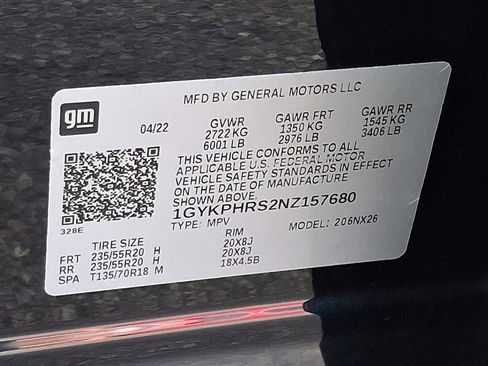 MFD BY GENERAL MOTORS LLC
gm
04/22 GVWR GAWR FRT GAWR RR
2722 KG 1350 KG 1545 KG
6001 LB 2976 LB 3406 LB
THIS VEHICLE CONFORMS TO ALL
APPLICABLE U.S. FEDERAL MOTOR
VEHICLE SAFETY STANDARDS IN EFFECT
ON THE DATE OF MANUFACTURE
SHOWN ABOVE
1GYKPHRS2NZ157680
328E
TYPE: MPV MODEL: 206NX26
TIRE SIZE RIM
FRT 235/55R20 H 20X8J
RR 235/55R20 H 20X8J
SPA T135/70R18 M 18X4.5B